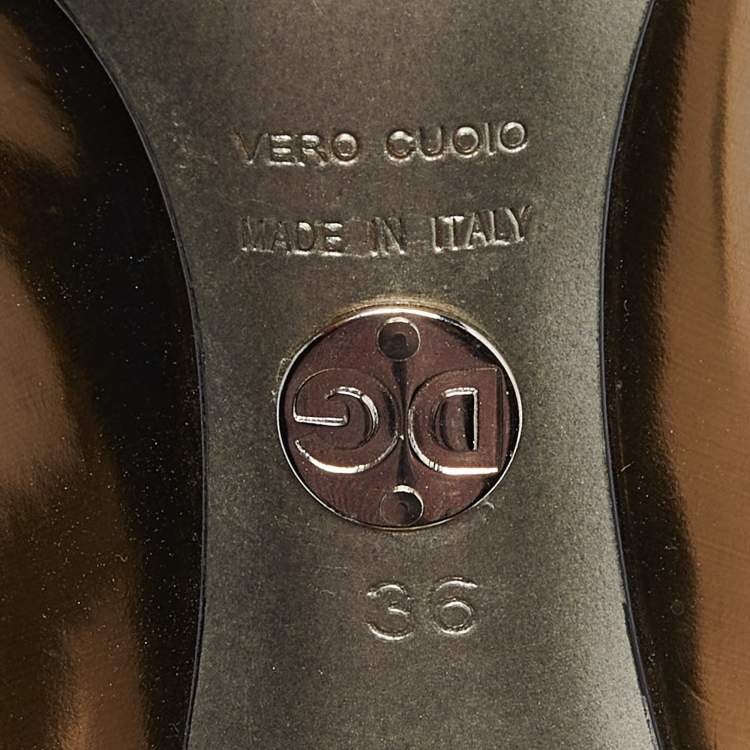 VERO CUOIO
MADE IN ITALY
DG
36